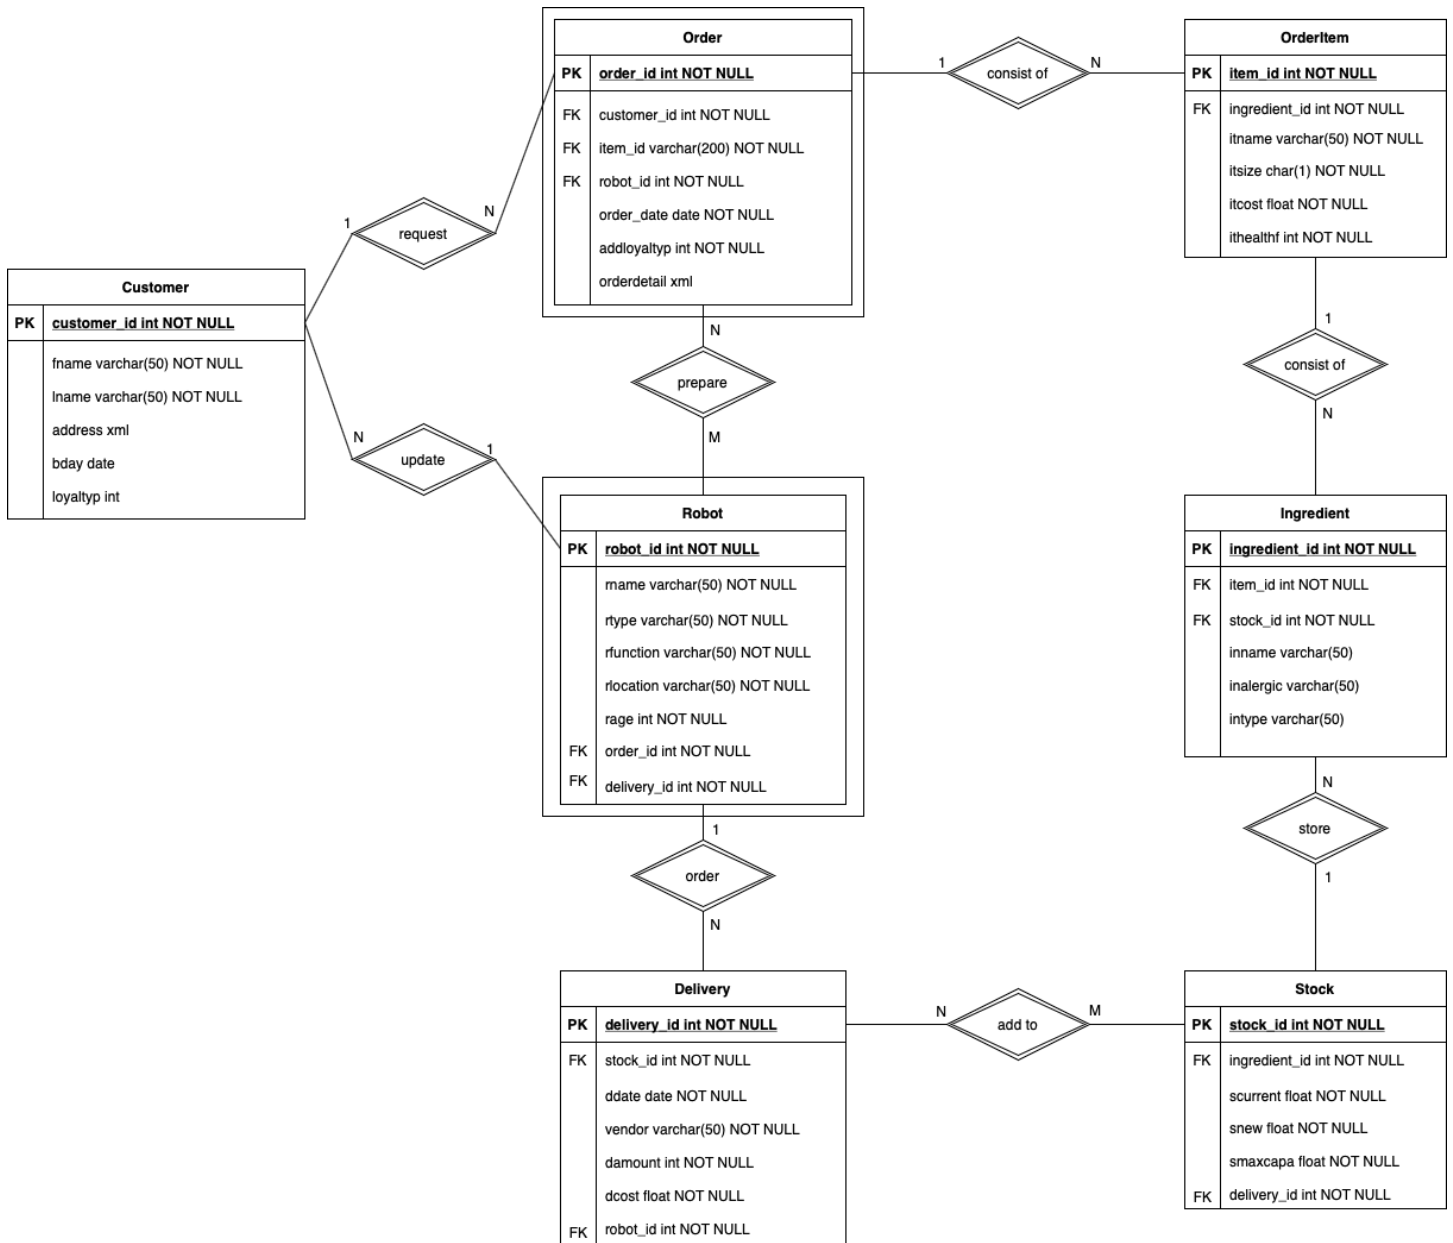 Order
PK order_id int NOT NULL
FK customer_id int NOT NULL
FK item_id varchar(200) NOT NULL
FK robot_id int NOT NULL
order_date date NOT NULL
addloyaltyp int NOT NULL
orderdetail xml
1
consist of
N
OrderItem
PK item_id int NOT NULL
FK ingredient_id int NOT NULL
itname varchar(50) NOT NULL
itsize char(1) NOT NULL
itcost float NOT NULL
ithealthf int NOT NULL
1
request
N
Customer
PK customer_id int NOT NULL
fname varchar(50) NOT NULL
lname varchar(50) NOT NULL
address xml
bday date
loyaltyp int
N
prepare
M
1
consist of
N
N
update
1
Robot
PK robot_id int NOT NULL
rname varchar(50) NOT NULL
rtype varchar(50) NOT NULL
rfunction varchar(50) NOT NULL
rlocation varchar(50) NOT NULL
rage int NOT NULL
FK order_id int NOT NULL
FK delivery_id int NOT NULL
Ingredient
PK ingredient_id int NOT NULL
FK item_id int NOT NULL
FK stock_id int NOT NULL
inname varchar(50)
inalergic varchar(50)
intype varchar(50)
1
order
N
N
store
1
Delivery
PK delivery_id int NOT NULL
FK stock_id int NOT NULL
ddate date NOT NULL
vendor varchar(50) NOT NULL
damount int NOT NULL
dcost float NOT NULL
FK robot_id int NOT NULL
N
add to
M
Stock
PK stock_id int NOT NULL
FK ingredient_id int NOT NULL
scurrent float NOT NULL
snew float NOT NULL
smaxcapa float NOT NULL
FK delivery_id int NOT NULL